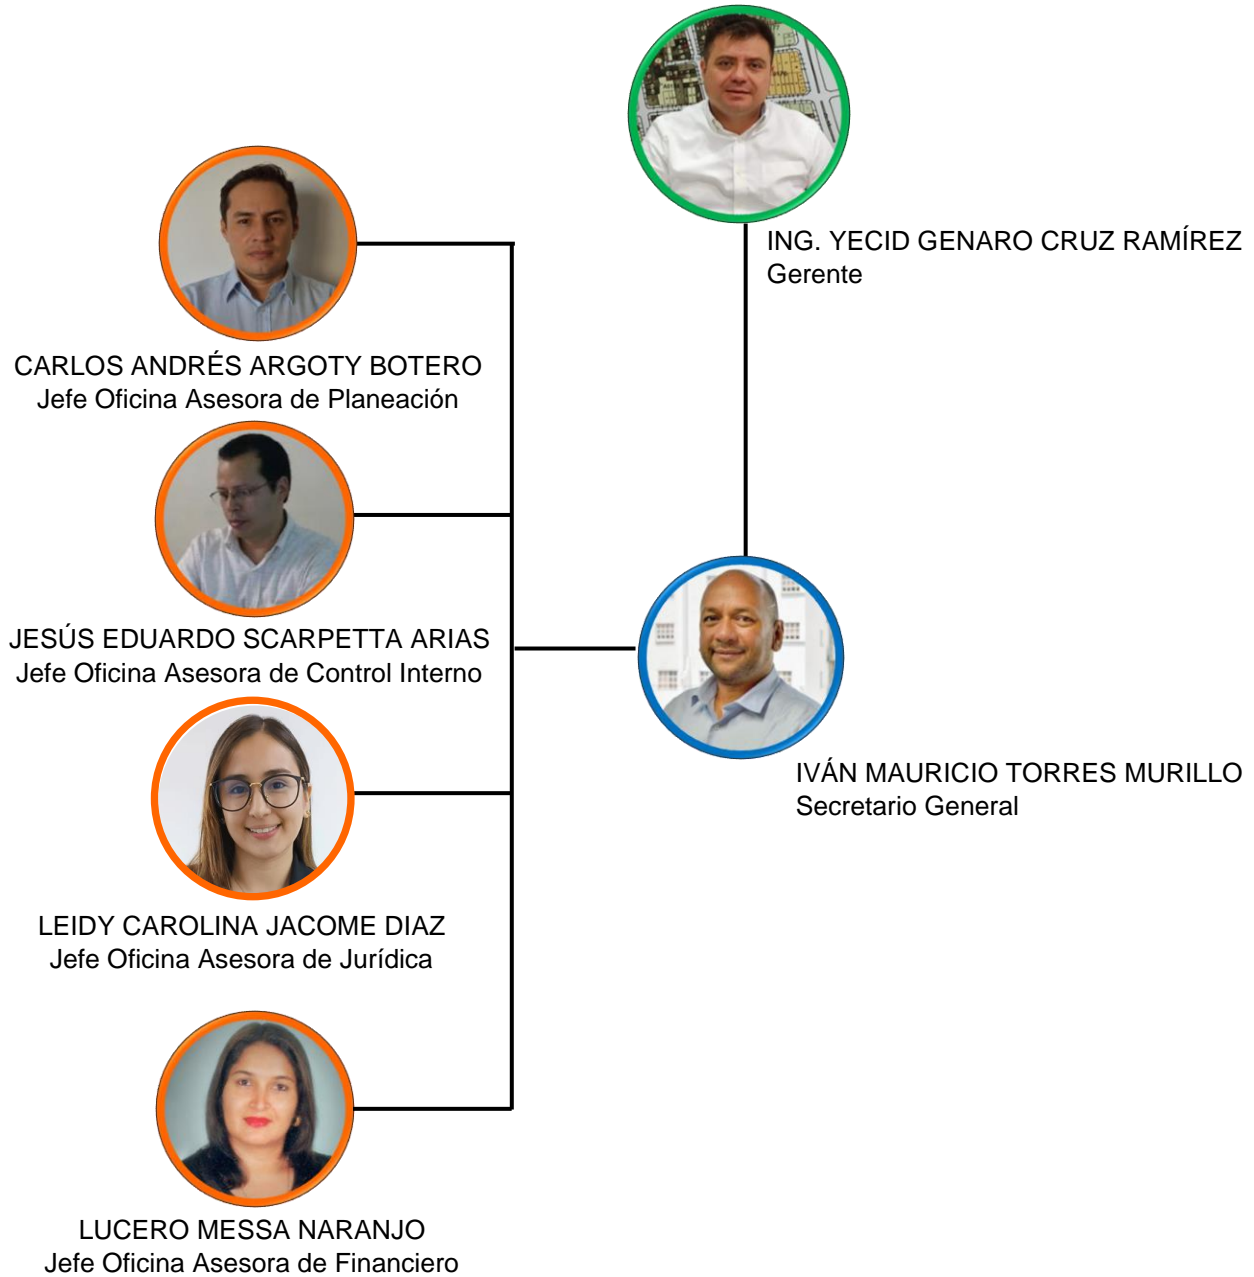 ING. YECID GENARO CRUZ RAMÍREZ
Gerente
CARLOS ANDRÉS ARGOTY BOTERO
Jefe Oficina Asesora de Planeación
JESÚS EDUARDO SCARPETTA ARIAS
Jefe Oficina Asesora de Control Interno
IVÁN MAURICIO TORRES MURILLO
Secretario General
LEIDY CAROLINA JACOME DIAZ
Jefe Oficina Asesora de Jurídica
LUCERO MESSA NARANJO
Jefe Oficina Asesora de Financiero